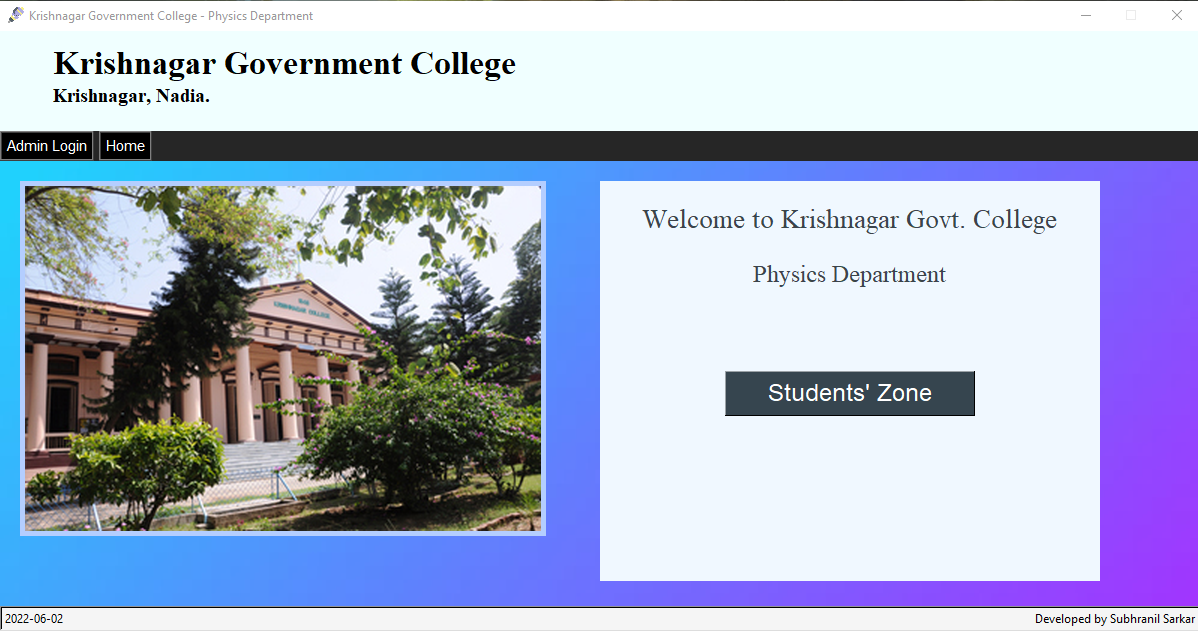 Krishnagar Government College - Physics Department
Krishnagar Government College
Krishnagar, Nadia.
Admin Login Home
Welcome to Krishnagar Govt. College
Physics Department
Students' Zone
2022-06-02
Developed by Subhranil Sarkar